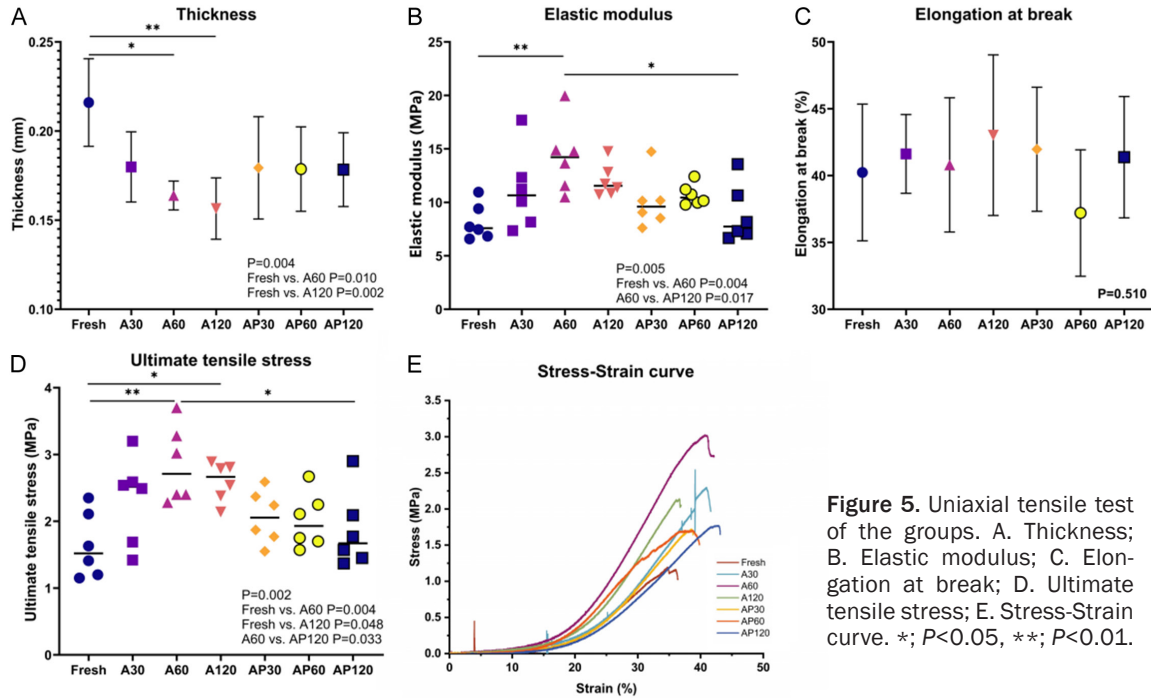 A
Thickness
Thickness (mm)
0.25
0.20
0.15
0.10
**
*
P=0.004
Fresh vs. A60 P=0.010
Fresh vs. A120 P=0.002
Fresh A30 A60 A120 AP30 AP60 AP120
B
Elastic modulus
Elastic modulus (MPa)
25
20
15
10
5
0
**
*
P=0.005
Fresh vs. A60 P=0.004
A60 vs. AP120 P=0.017
Fresh A30 A60 A120 AP30 AP60 AP120
C
Elongation at break
Elongation at break (%)
50
45
40
35
30
P=0.510
Fresh A30 A60 A120 AP30 AP60 AP120
D
Ultimate tensile stress
Ultimate tensile stress (MPa)
4
3
2
1
0
*
**
*
P=0.002
Fresh vs. A60 P=0.004
Fresh vs. A120 P=0.048
A60 vs. AP120 P=0.033
Fresh A30 A60 A120 AP30 AP60 AP120
E
Stress-Strain curve
Stress (MPa)
3.5
3.0
2.5
2.0
1.5
1.0
0.5
0.0
Fresh
A30
A60
A120
AP30
AP60
AP120
0 10 20 30 40 50
Strain (%)
Figure 5. Uniaxial tensile test
of the groups. A. Thickness;
B. Elastic modulus; C. Elon-
gation at break; D. Ultimate
tensile stress; E. Stress-Strain
curve. *; P<0.05, **; P<0.01.